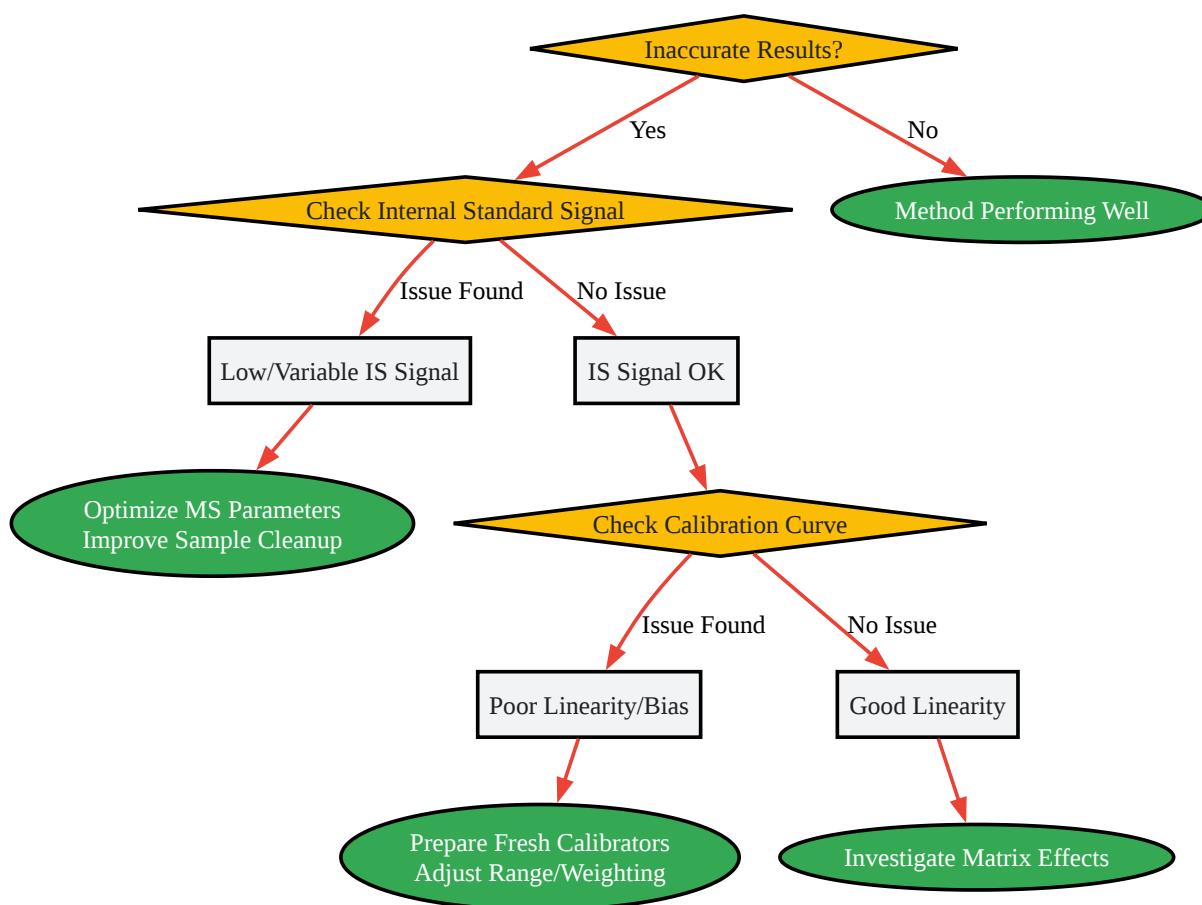 Inaccurate Results?
Yes
No
Check Internal Standard Signal
Method Performing Well
Issue Found
No Issue
Low/Variable IS Signal
IS Signal OK
Optimize MS Parameters
Improve Sample Cleanup
Check Calibration Curve
Issue Found
No Issue
Poor Linearity/Bias
Good Linearity
Prepare Fresh Calibrators
Adjust Range/Weighting
Investigate Matrix Effects